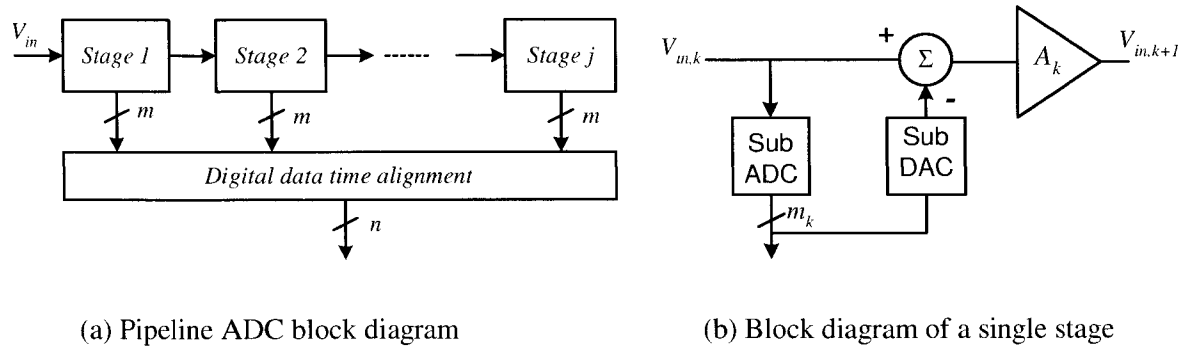 V_in
Stage 1
Stage 2
Stage j
m
m
m
Digital data time alignment
n
(a) Pipeline ADC block diagram
V_in,k
+
Σ
-
A_k
V_in,k+1
Sub ADC
Sub DAC
m_k
(b) Block diagram of a single stage